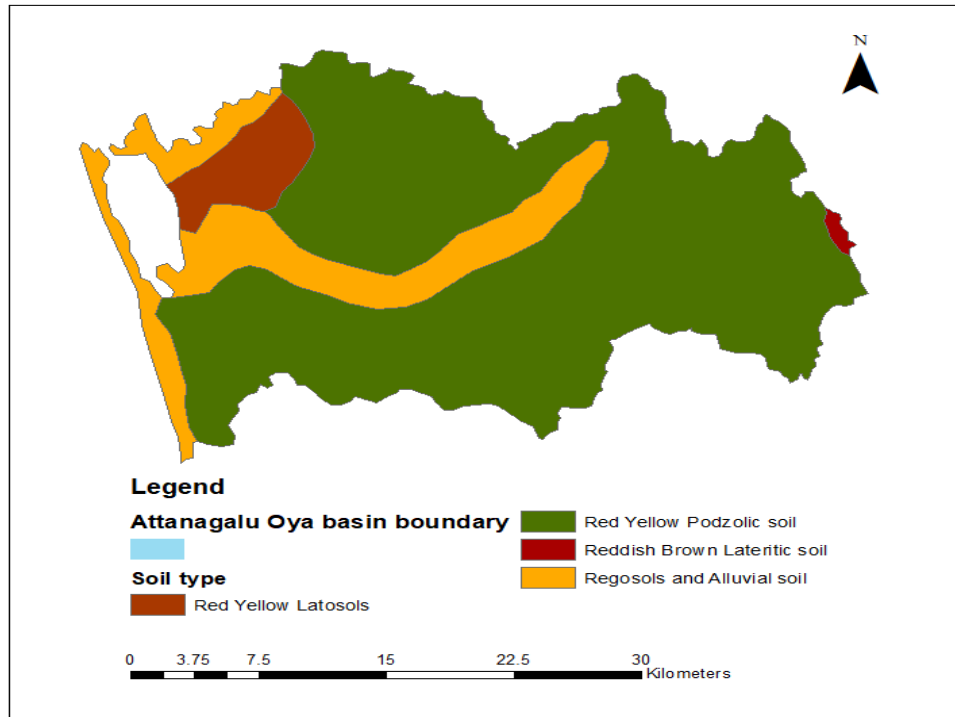 N
Legend
Attanagalu Oya basin boundary
Soil type
Red Yellow Latosols
Red Yellow Podzolic soil
Reddish Brown Lateritic soil
Regosols and Alluvial soil
0 3.75 7.5 15 22.5 30
Kilometers